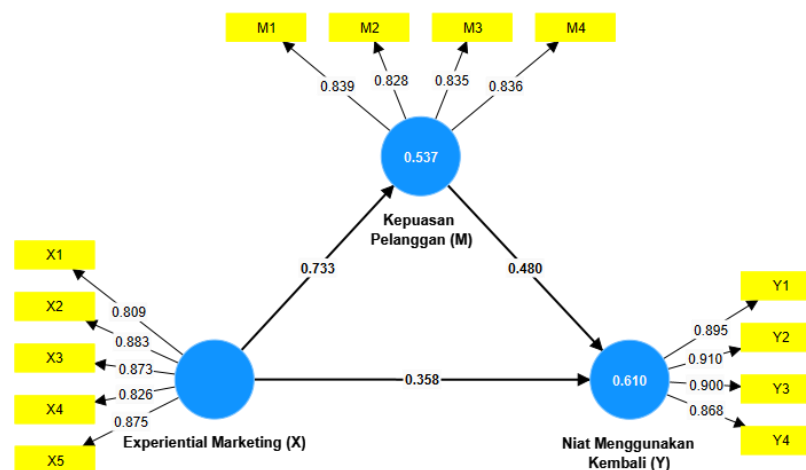 M1
M2
M3
M4
0.839
0.828
0.835
0.836
0.537
Kepuasan
Pelanggan (M)
0.733
0.480
X1
X2
X3
X4
X5
0.809
0.883
0.873
0.826
0.875
Experiential Marketing (X)
0.358
0.610
Niat Menggunakan
Kembali (Y)
0.895
0.910
0.900
0.868
Y1
Y2
Y3
Y4